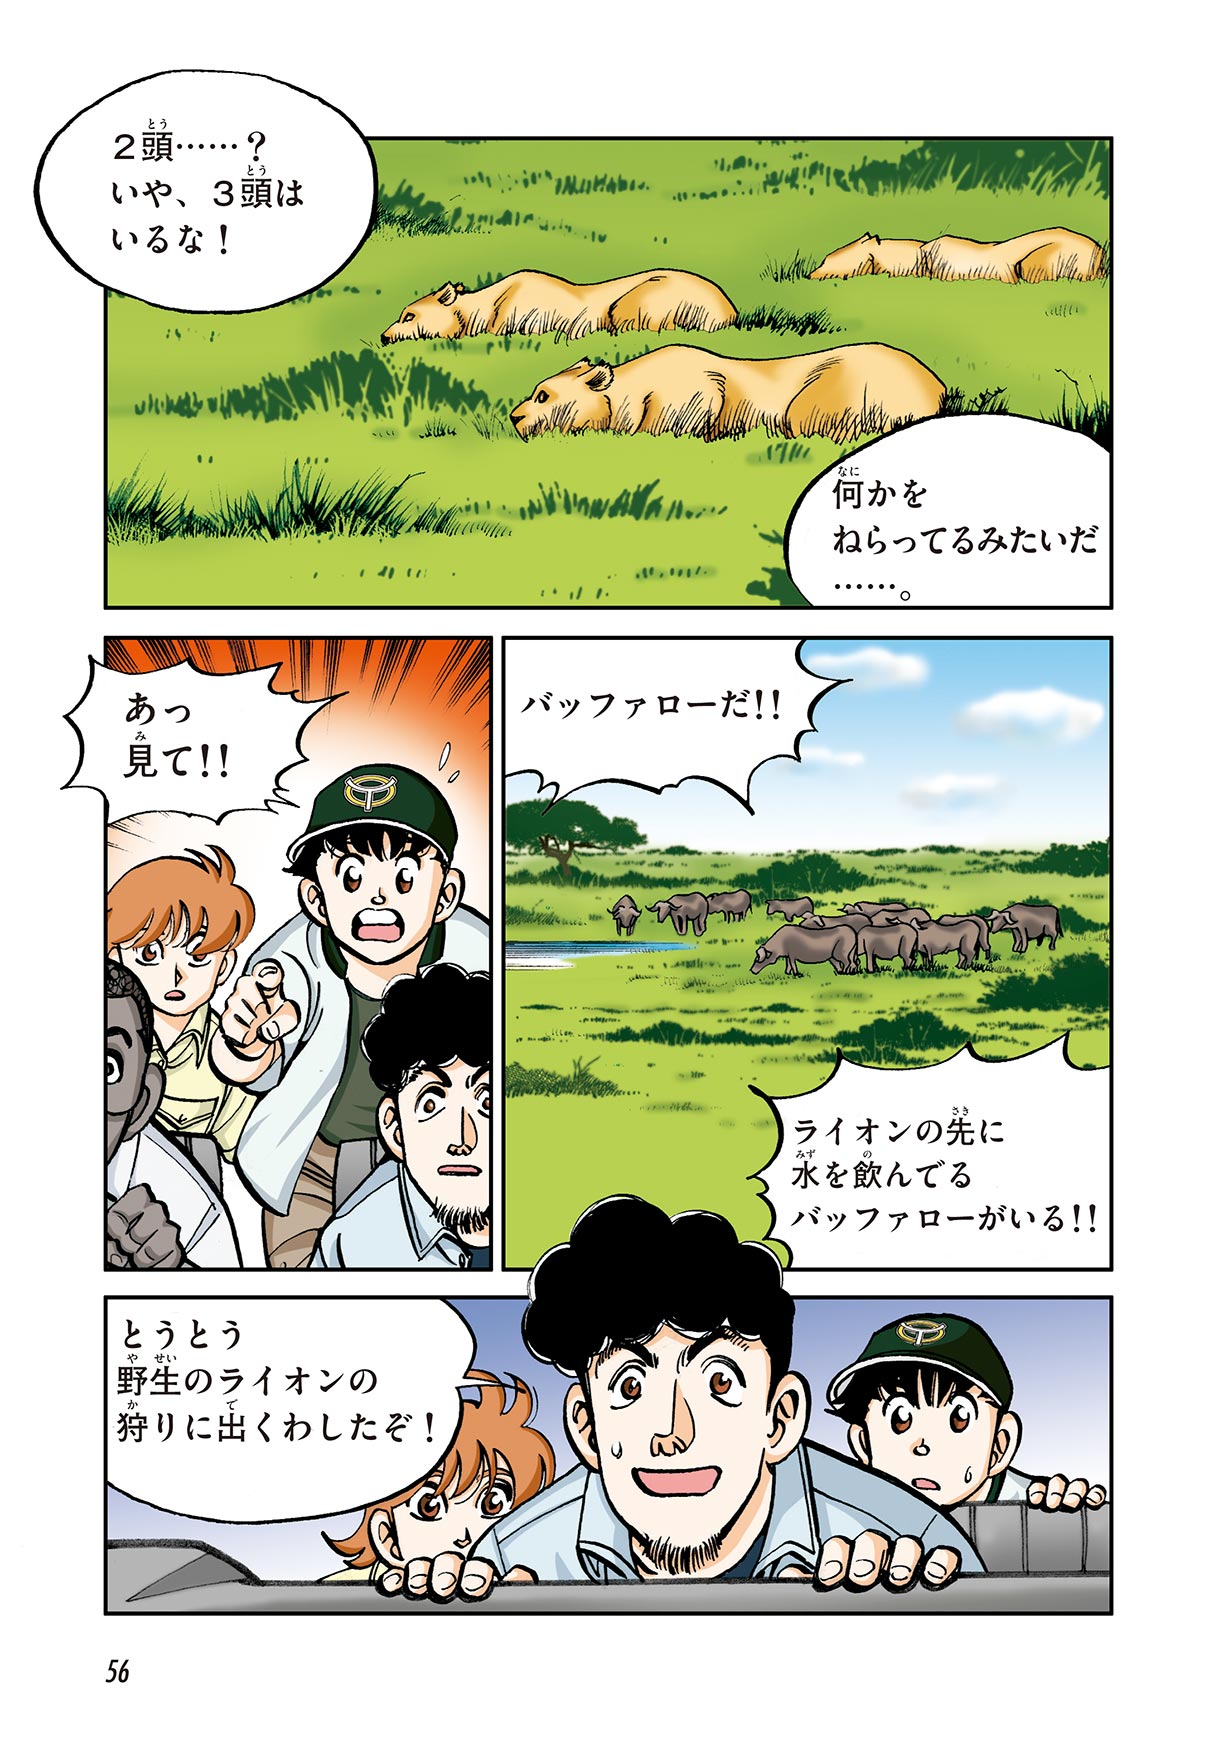 2頭……？
いや、3頭は
いるな！
何かを
ねらってるみたいだ
……。
あっ
見て!!
バッファローだ!!
ライオンの先に
水を飲んでる
バッファローがいる!!
とうとう
野生のライオンの
狩りに出くわしたぞ！
56